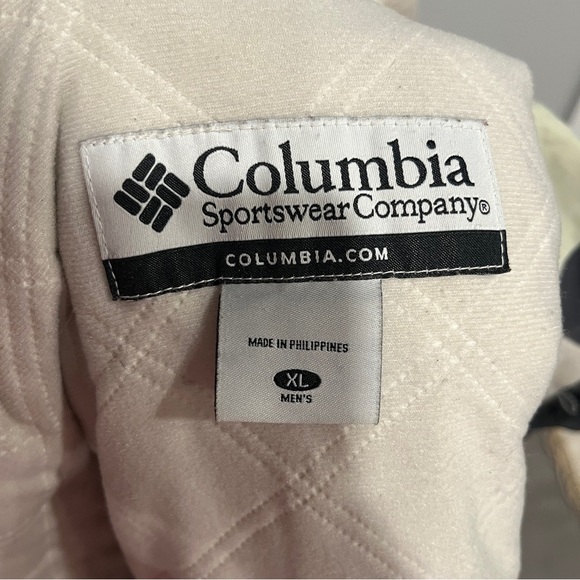 Columbia
Sportswear Company®
COLUMBIA.COM
MADE IN PHILIPPINES
XL
MEN'S